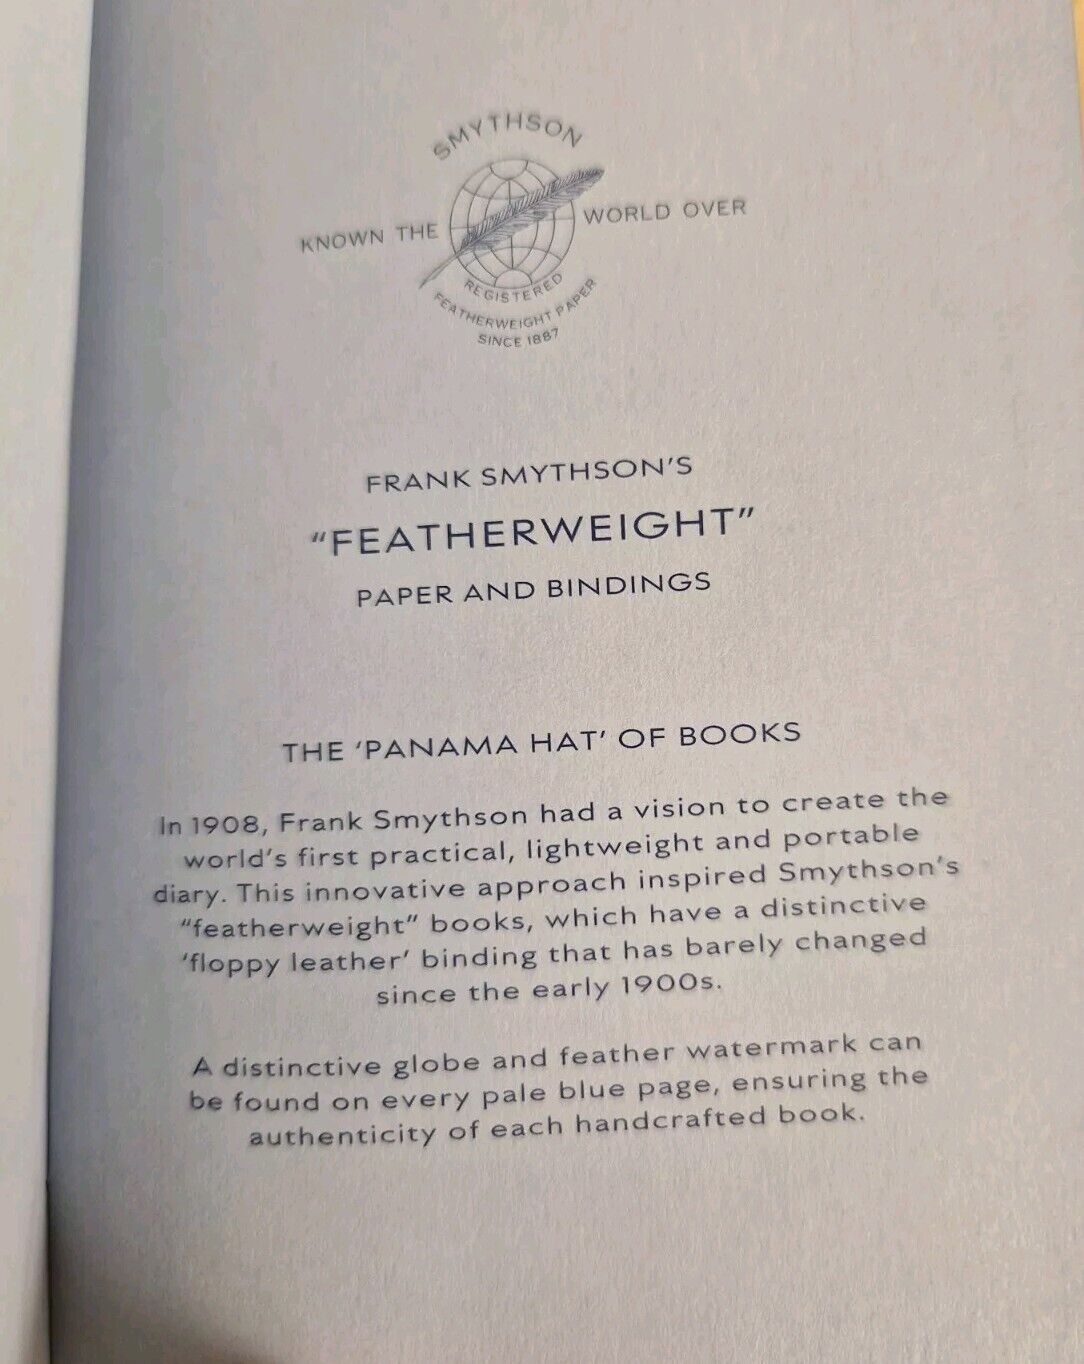 SMYTHSON
KNOWN THE WORLD OVER
REGISTERED
FEATHERWEIGHT PAPER
SINCE 1887
FRANK SMYTHSON'S
"FEATHERWEIGHT"
PAPER AND BINDINGS
THE 'PANAMA HAT' OF BOOKS
In 1908, Frank Smythson had a vision to create the
world's first practical, lightweight and portable
diary. This innovative approach inspired Smythson's
"featherweight" books, which have a distinctive
'floppy leather' binding that has barely changed
since the early 1900s.
A distinctive globe and feather watermark can
be found on every pale blue page, ensuring the
authenticity of each handcrafted book.